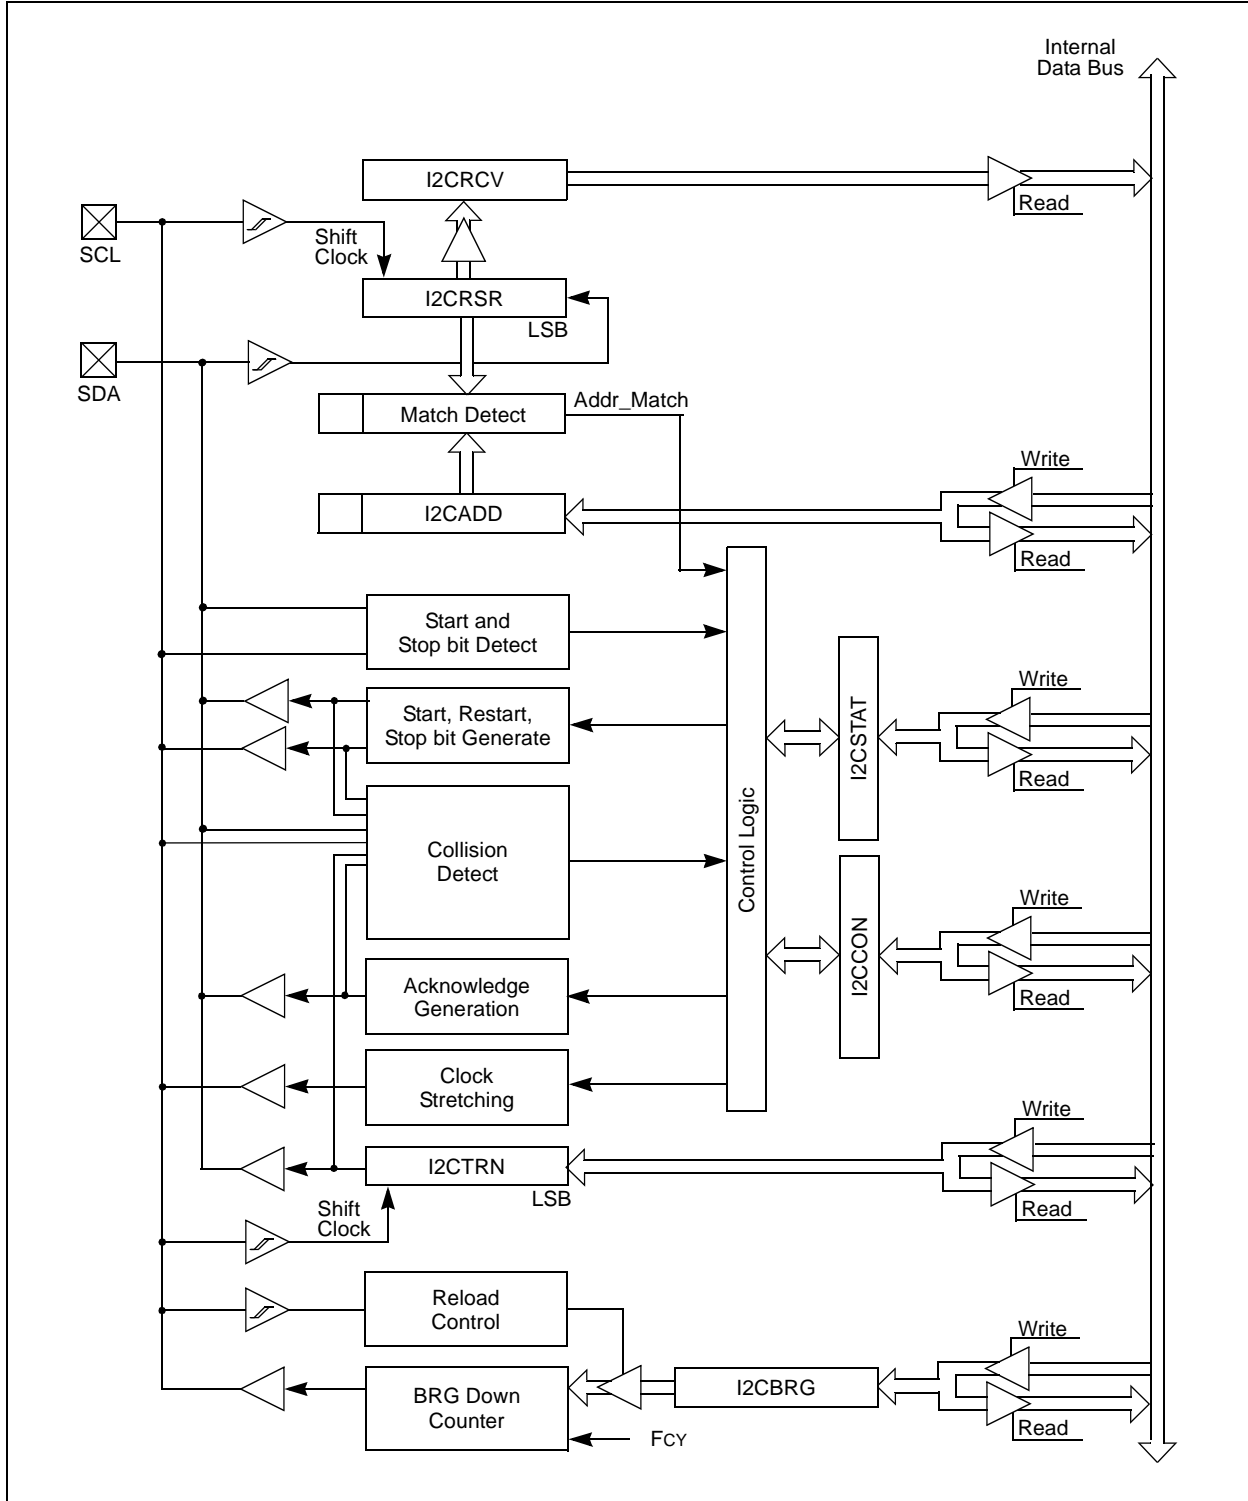 Internal
Data Bus
I2CRCV
Read
SCL
Shift
Clock
I2CRSR
LSB
SDA
Match Detect
Addr_Match
Write
I2CADD
Read
Start and
Stop bit Detect
Write
Start, Restart,
Stop bit Generate
I2CSTAT
Read
Control Logic
Collision
Detect
Write
I2CCON
Acknowledge
Generation
Read
Clock
Stretching
Write
I2CTRN
LSB
Shift
Clock
Read
Reload
Control
Write
BRG Down
Counter
I2CBRG
Read
FCY